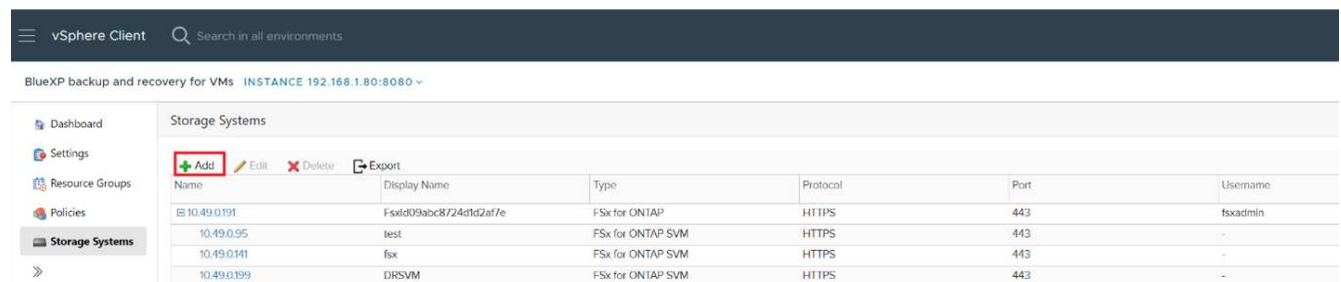 vSphere Client Search in all environments
BlueXP backup and recovery for VMs INSTANCE 192.168.1.80:8080
Dashboard
Settings
Resource Groups
Policies
Storage Systems
Storage Systems
Add Edit Delete Export
Name Display Name Type Protocol Port Username
10.49.0.191 FsxId09abc8724d1d2af7e FSx for ONTAP HTTPS 443 fsxadmin
10.49.0.95 test FSx for ONTAP SVM HTTPS 443 -
10.49.0.141 fsx FSx for ONTAP SVM HTTPS 443 -
10.49.0.199 DRSVM FSx for ONTAP SVM HTTPS 443 -